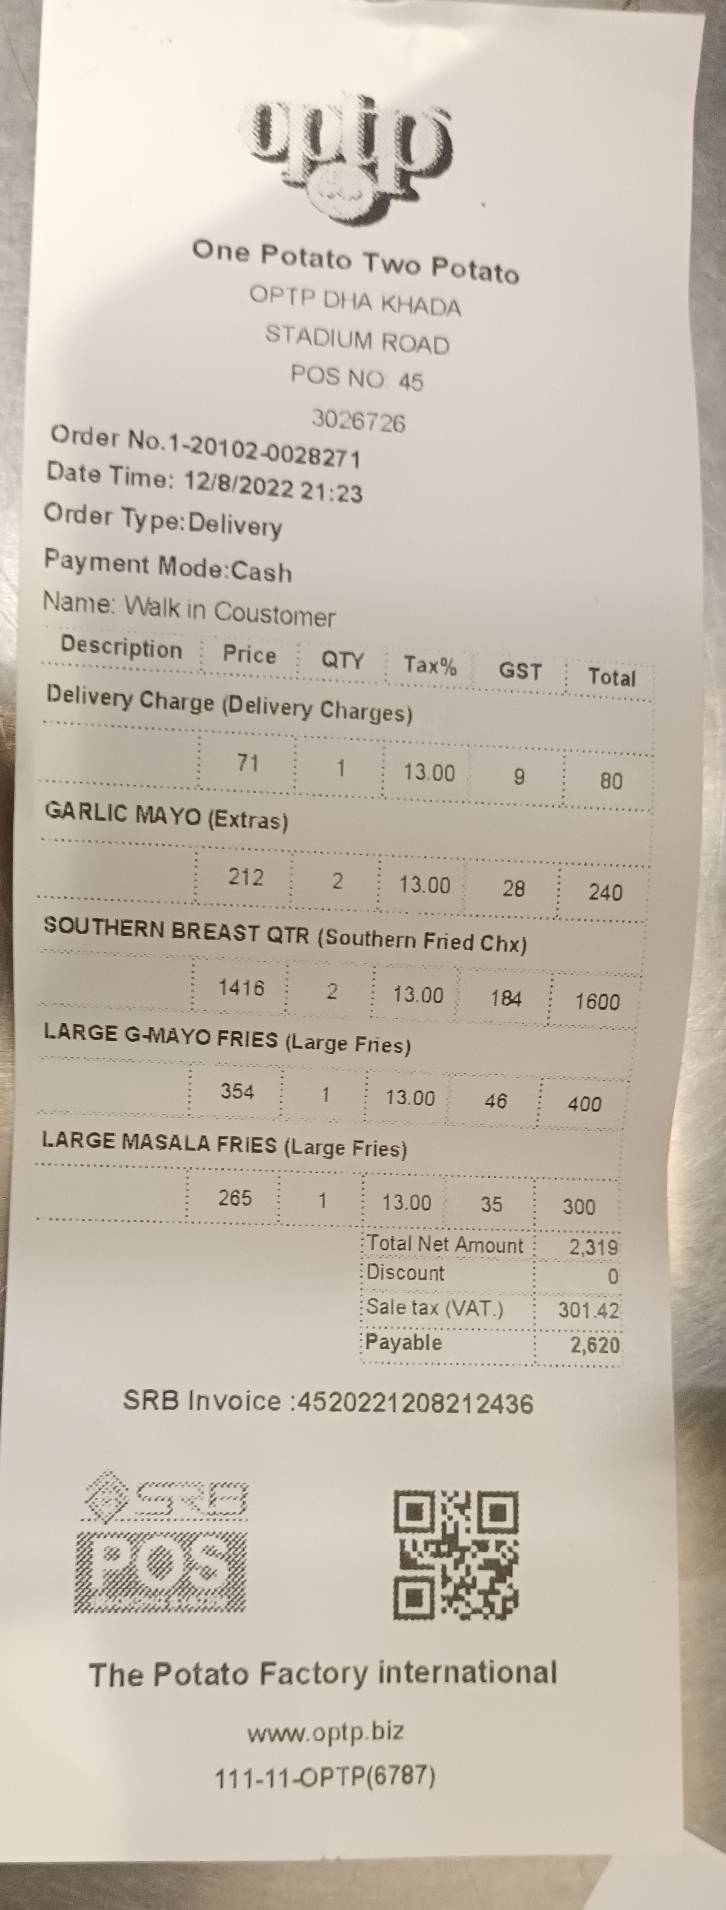 optp
One Potato Two Potato
OPTP DHA KHADA
STADIUM ROAD
POS NO: 45
3026726
Order No.1-20102-0028271
Date Time: 12/8/2022 21:23
Order Type:Delivery
Payment Mode:Cash
Name: Walk in Coustomer
Description Price QTY Tax% GST Total
Delivery Charge (Delivery Charges)
71 1 13.00 9 80
GARLIC MAYO (Extras)
212 2 13.00 28 240
SOUTHERN BREAST QTR (Southern Fried Chx)
1416 2 13.00 184 1600
LARGE G-MAYO FRIES (Large Fries)
354 1 13.00 46 400
LARGE MASALA FRIES (Large Fries)
265 1 13.00 35 300
Total Net Amount 2,319
Discount 0
Sale tax (VAT.) 301.42
Payable 2,620
SRB Invoice :4520221208212436
SRB
POS
The Potato Factory international
www.optp.biz
111-11-OPTP(6787)